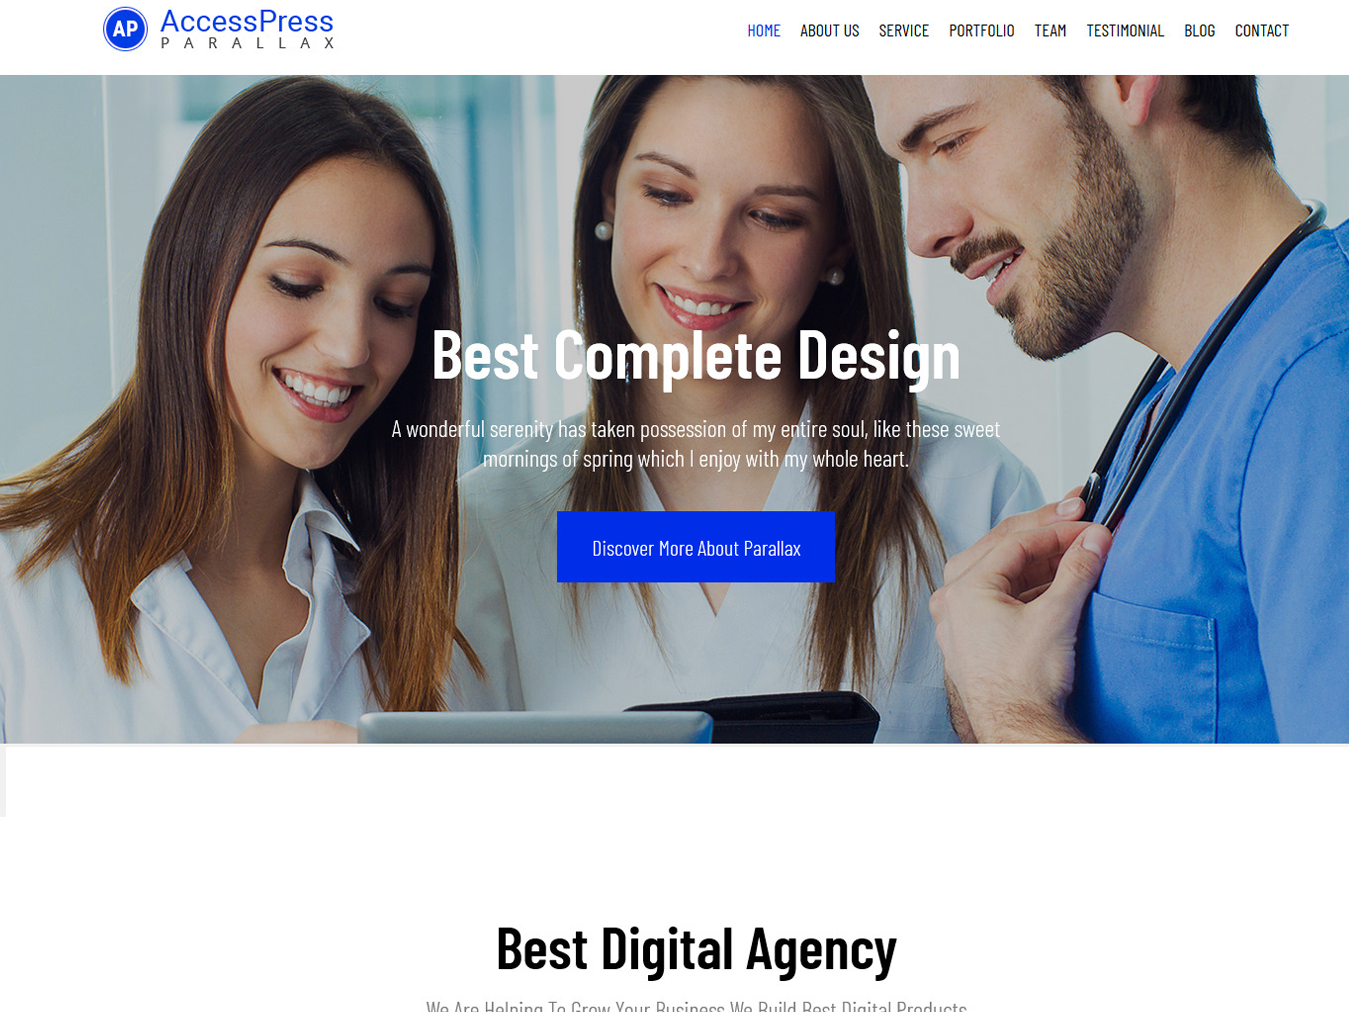 AP
AccessPress
PARALLAX
HOME ABOUT US SERVICE PORTFOLIO TEAM TESTIMONIAL BLOG CONTACT
Best Complete Design
A wonderful serenity has taken possession of my entire soul, like these sweet
mornings of spring which I enjoy with my whole heart.
Discover More About Parallax
Best Digital Agency
We Are Helping To Grow Your Business We Build Best Digital Products